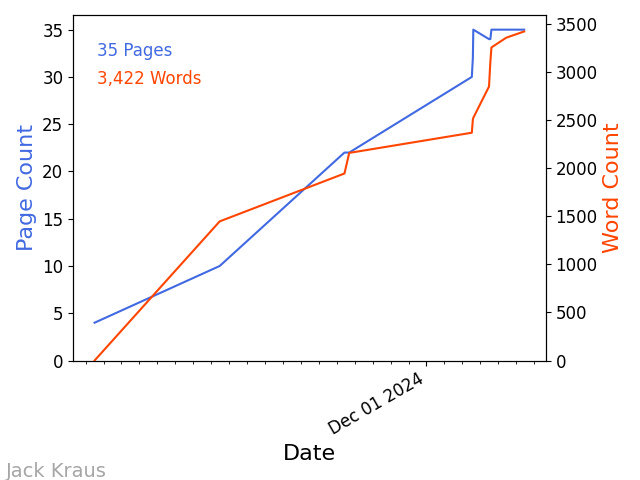 35 Pages
3,422 Words
Page Count
Word Count
35
30
25
20
15
10
5
0
3500
3000
2500
2000
1500
1000
500
0
Dec 01 2024
Date
Jack Kraus